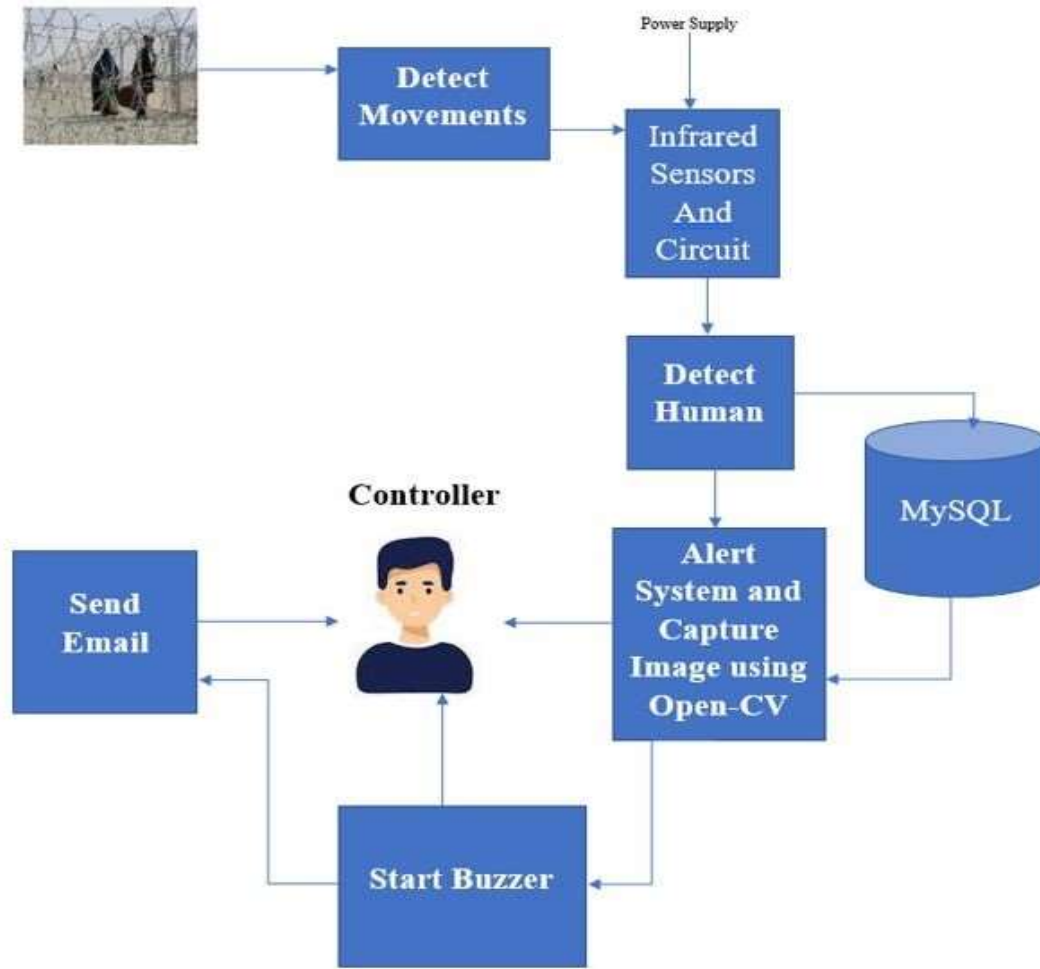 Power Supply
Detect
Movements
Infrared
Sensors
And
Circuit
Detect
Human
MySQL
Controller
Alert
System and
Capture
Image using
Open-CV
Send
Email
Start Buzzer